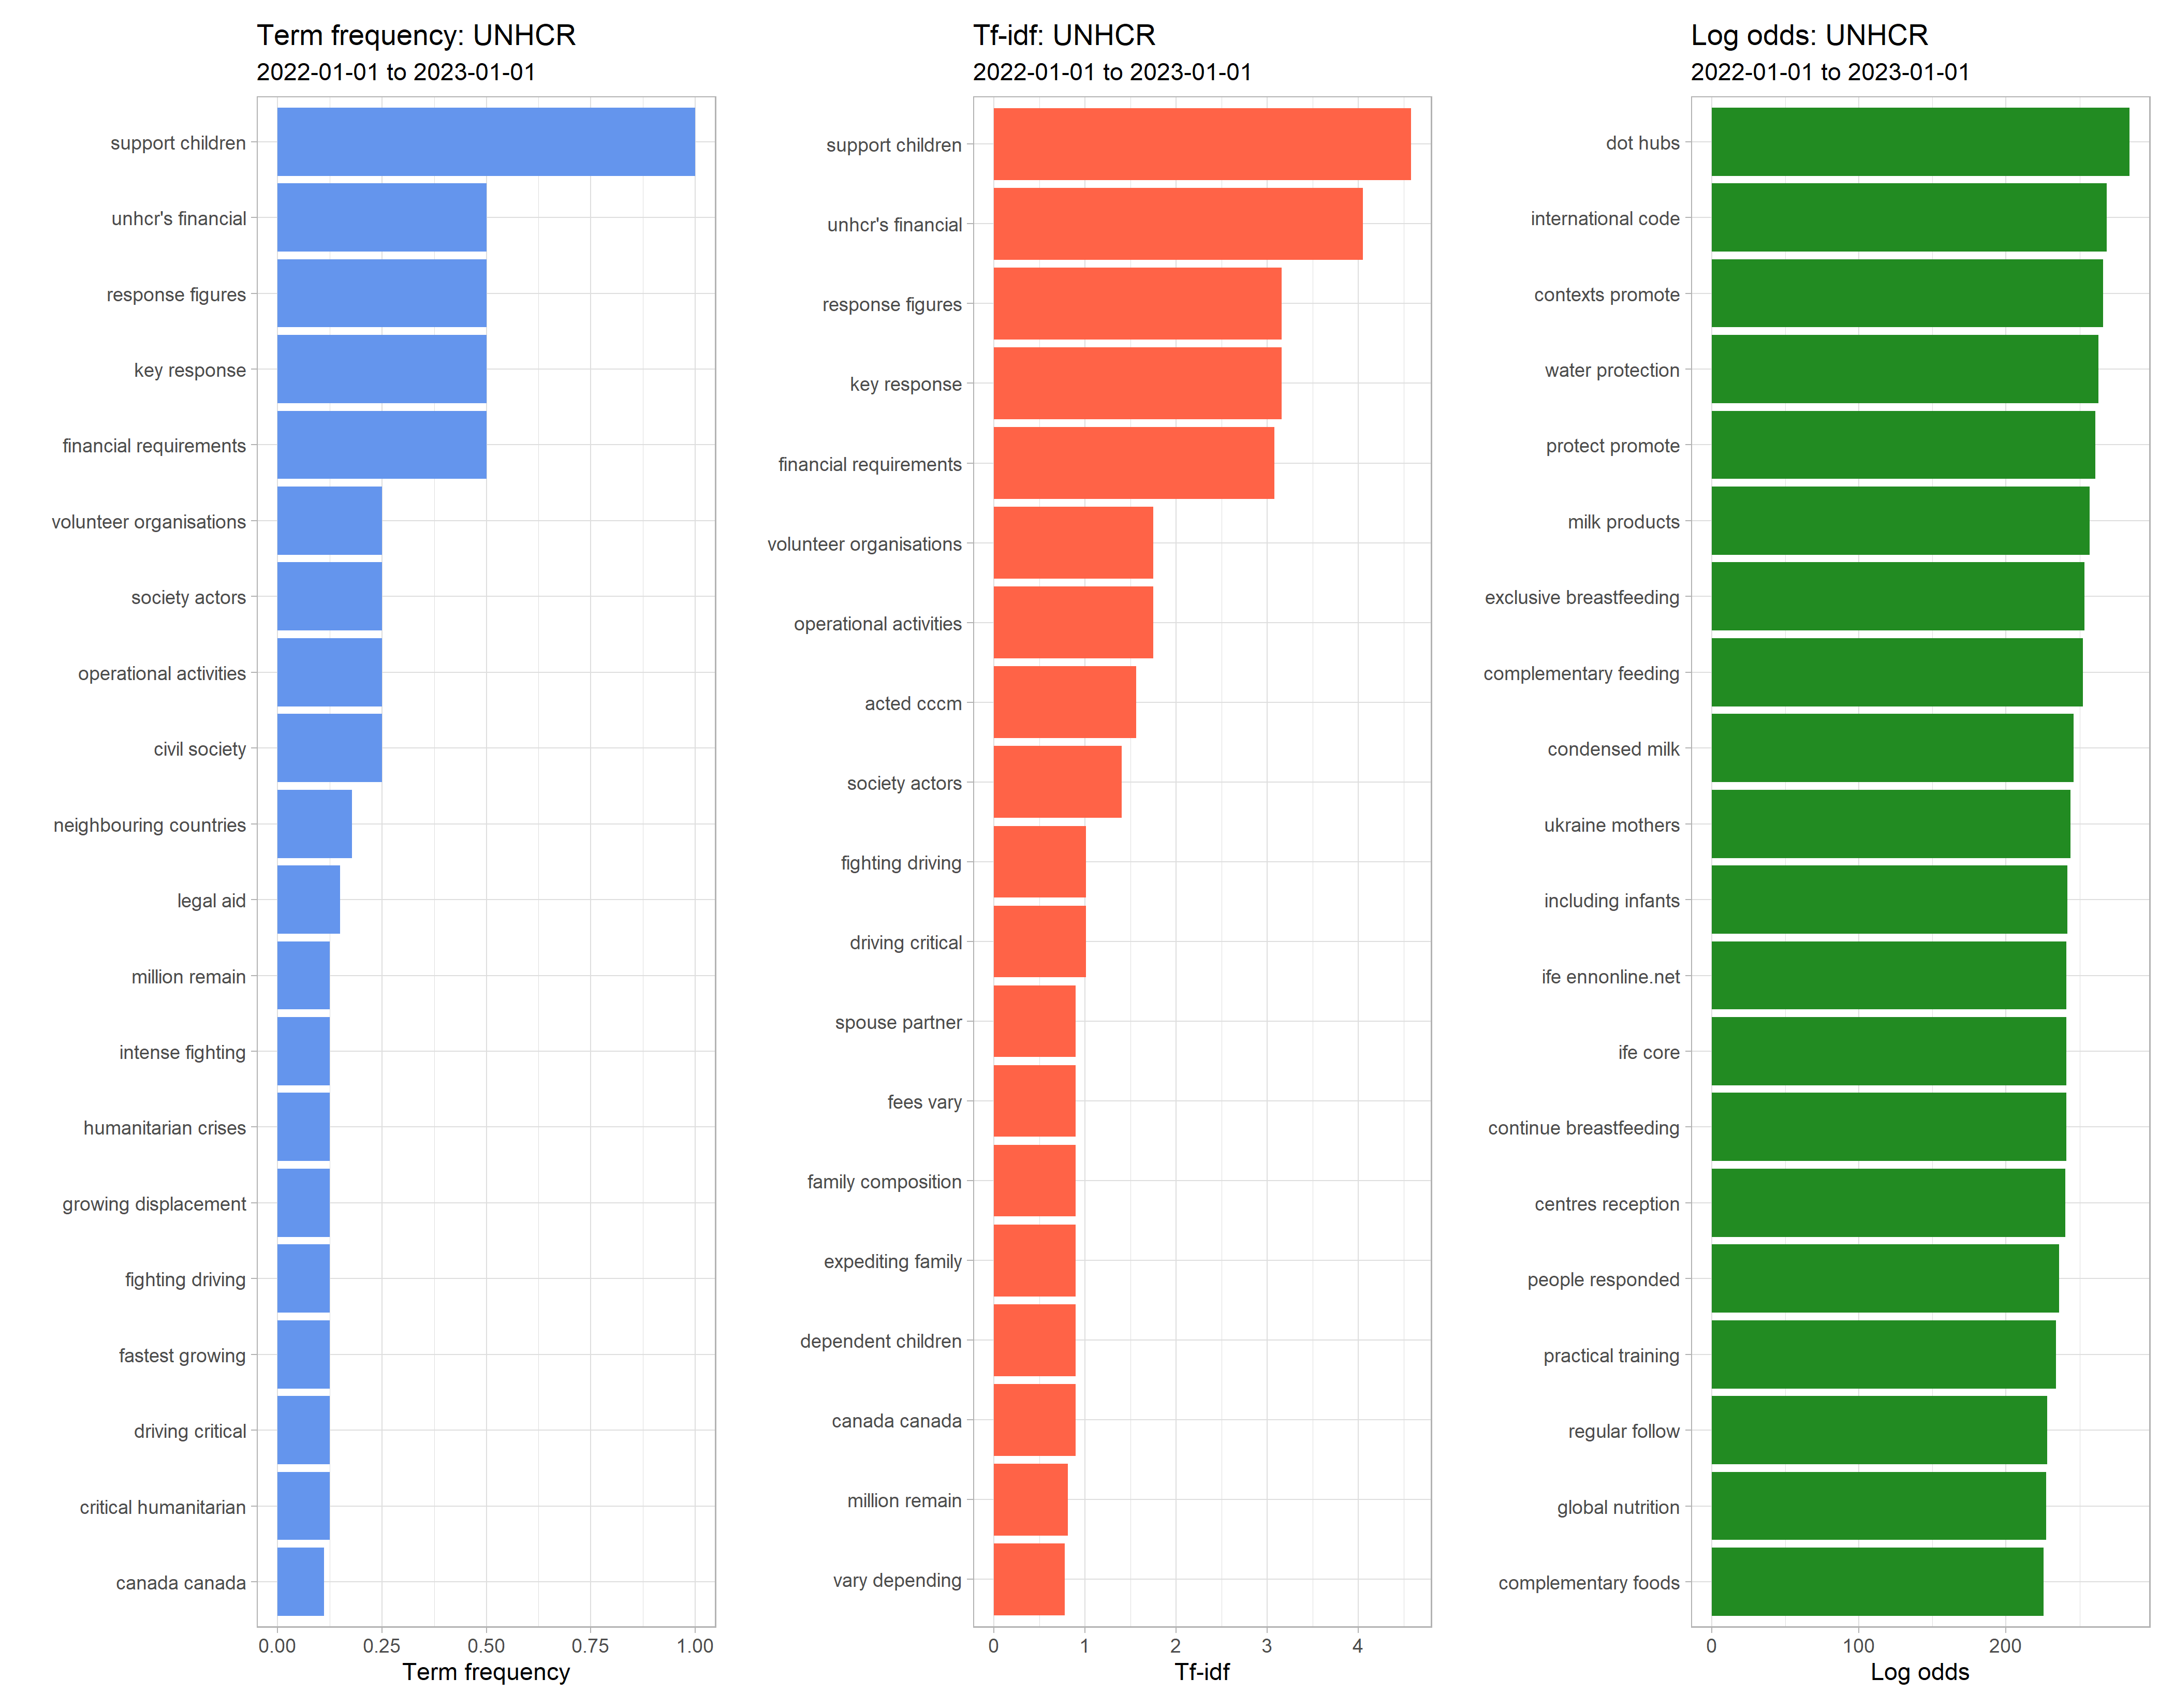 Term frequency: UNHCR
2022-01-01 to 2023-01-01
support children
unhcr's financial
response figures
key response
financial requirements
volunteer organisations
society actors
operational activities
civil society
neighbouring countries
legal aid
million remain
intense fighting
humanitarian crises
growing displacement
fighting driving
fastest growing
driving critical
critical humanitarian
canada canada
0.00 0.25 0.50 0.75 1.00
Term frequency
Tf-idf: UNHCR
2022-01-01 to 2023-01-01
support children
unhcr's financial
response figures
key response
financial requirements
volunteer organisations
operational activities
acted cccm
society actors
fighting driving
driving critical
spouse partner
fees vary
family composition
expediting family
dependent children
canada canada
million remain
vary depending
0 1 2 3 4
Tf-idf
Log odds: UNHCR
2022-01-01 to 2023-01-01
dot hubs
international code
contexts promote
water protection
protect promote
milk products
exclusive breastfeeding
complementary feeding
condensed milk
ukraine mothers
including infants
ife ennonline.net
ife core
continue breastfeeding
centres reception
people responded
practical training
regular follow
global nutrition
complementary foods
0 100 200
Log odds